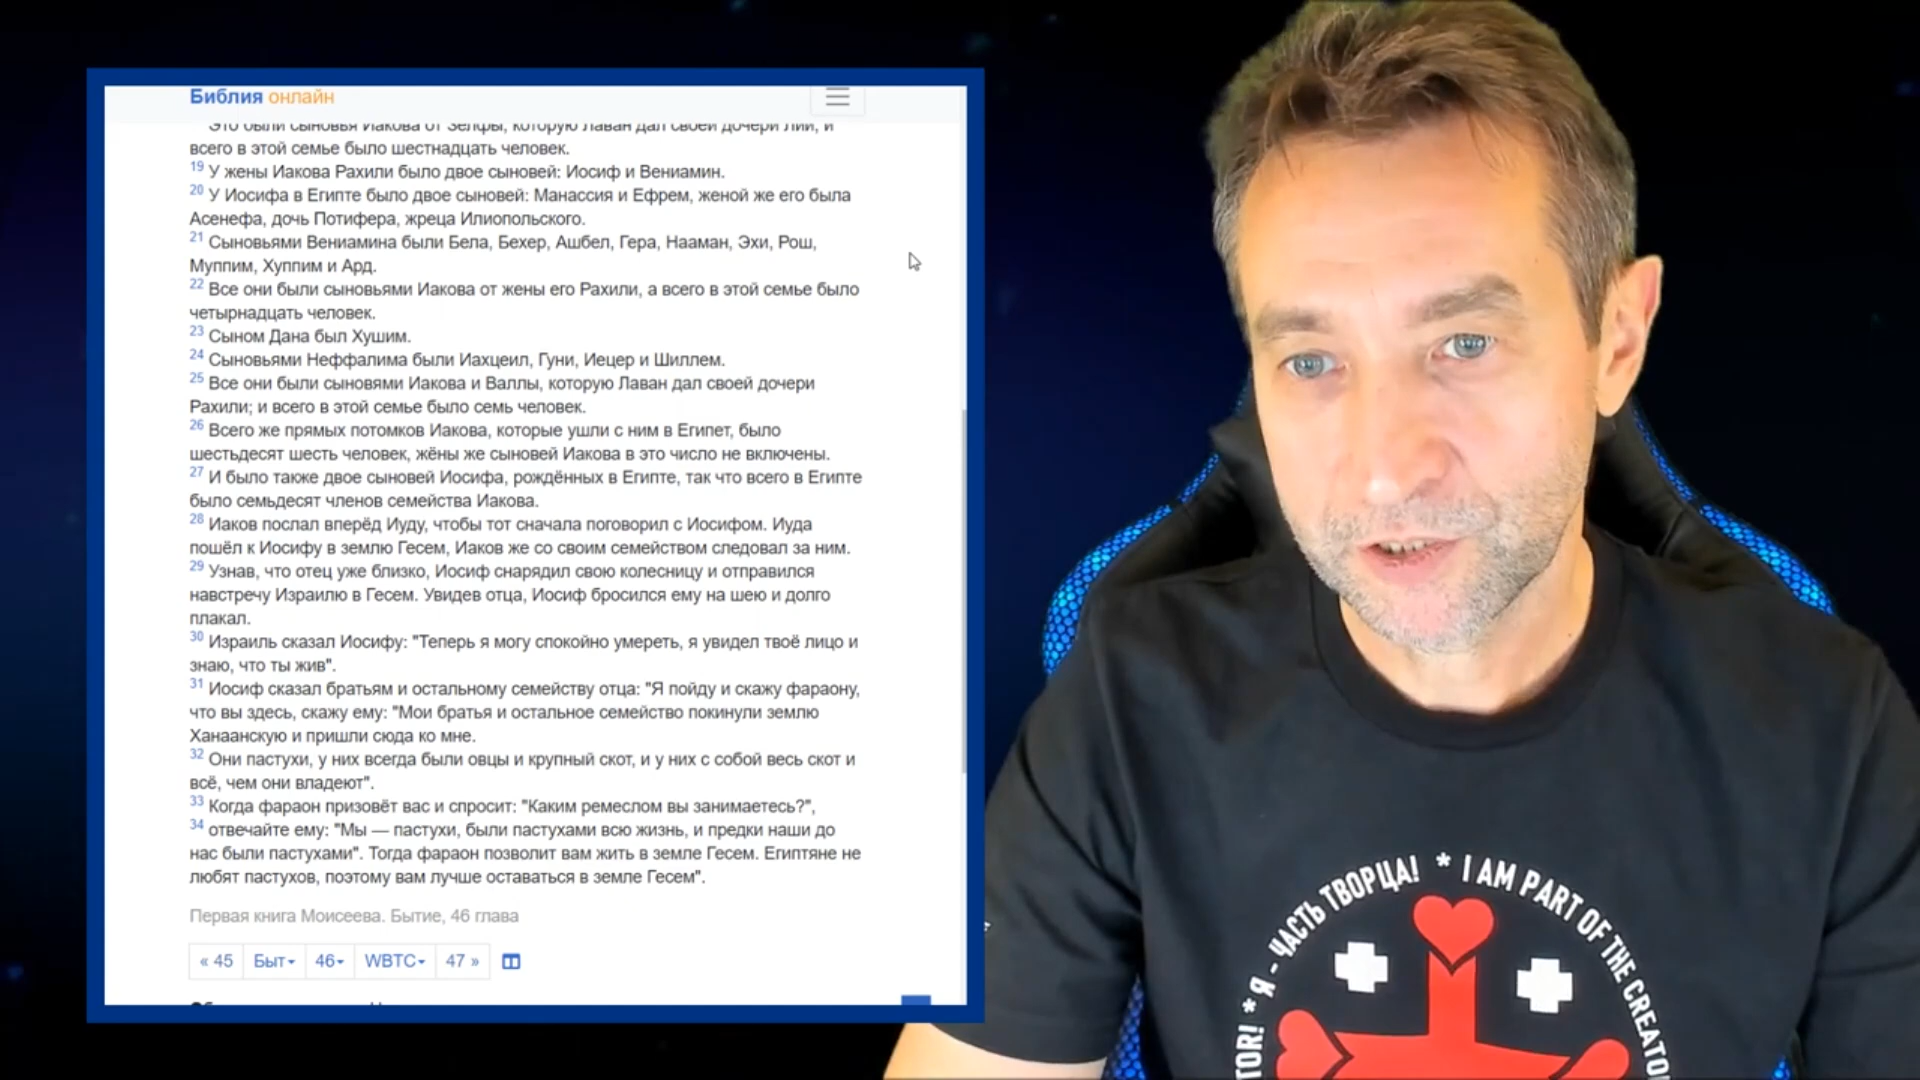 Библия онлайн
Это были сыновья Иакова от Зелфы, которую Лаван дал своей дочери Лии, и
всего в этой семье было шестнадцать человек.
19 У жены Иакова Рахили было двое сыновей: Иосиф и Вениамин.
20 У Иосифа в Египте было двое сыновей: Манассия и Ефрем, женой же его была
Асенефа, дочь Потифера, жреца Илиопольского.
21 Сыновьями Вениамина были Бела, Бехер, Ашбел, Гера, Нааман, Эхи, Рош,
Муппим, Хуппим и Ард.
22 Все они были сыновьями Иакова от жены его Рахили, а всего в этой семье было
четырнадцать человек.
23 Сыном Дана был Хушим.
24 Сыновьями Неффалима были Иахцеил, Гуни, Иецер и Шиллем.
25 Все они были сыновями Иакова и Валлы, которую Лаван дал своей дочери
Рахили; и всего в этой семье было семь человек.
26 Всего же прямых потомков Иакова, которые ушли с ним в Египет, было
шестьдесят шесть человек, жёны же сыновей Иакова в это число не включены.
27 И было также двое сыновей Иосифа, рождённых в Египте, так что всего в Египте
было семьдесят членов семейства Иакова.
28 Иаков послал вперёд Иуду, чтобы тот сначала поговорил с Иосифом. Иуда
пошёл к Иосифу в землю Гесем, Иаков же со своим семейством следовал за ним.
29 Узнав, что отец уже близко, Иосиф снарядил свою колесницу и отправился
навстречу Израилю в Гесем. Увидев отца, Иосиф бросился ему на шею и долго
плакал.
30 Израиль сказал Иосифу: "Теперь я могу спокойно умереть, я увидел твоё лицо и
знаю, что ты жив".
31 Иосиф сказал братьям и остальному семейству отца: "Я пойду и скажу фараону,
что вы здесь, скажу ему: "Мои братья и остальное семейство покинули землю
Ханаанскую и пришли сюда ко мне.
32 Они пастухи, у них всегда были овцы и крупный скот, и у них с собой весь скот и
всё, чем они владеют".
33 Когда фараон призовёт вас и спросит: "Каким ремеслом вы занимаетесь?",
34 отвечайте ему: "Мы — пастухи, были пастухами всю жизнь, и предки наши до
нас были пастухами". Тогда фараон позволит вам жить в земле Гесем. Египтяне не
любят пастухов, поэтому вам лучше оставаться в земле Гесем".
Первая книга Моисеева. Бытие, 46 глава
« 45 Быт 46 WBTC 47 »
TOR! * Я - ЧАСТЬ ТВОРЦА! * I AM PART OF THE CREATO